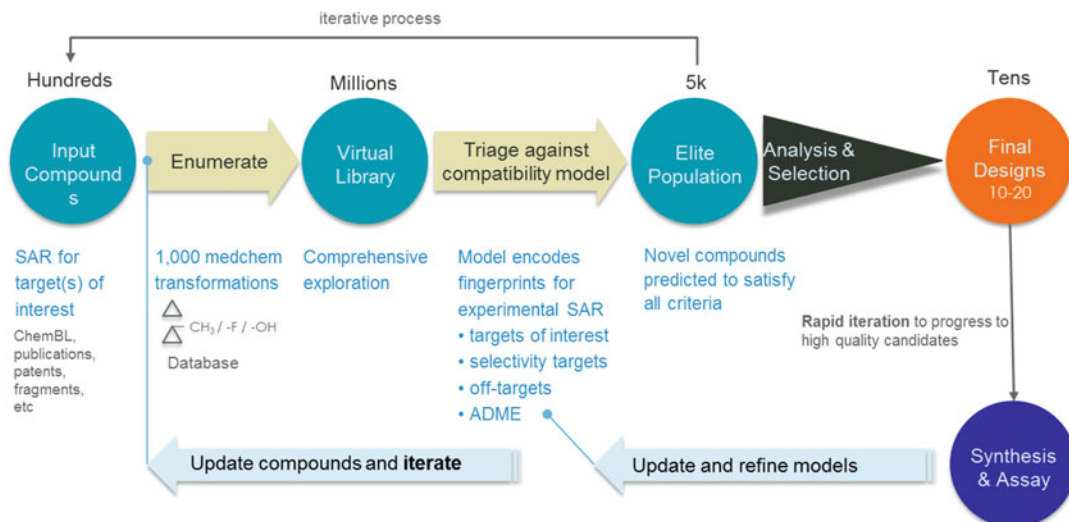 iterative process
Hundreds
Millions
5k
Tens
Input
Compound
s
Enumerate
Virtual
Library
Triage against
compatibility model
Elite
Population
Analysis &
Selection
Final
Designs
10-20
SAR for
target(s) of
interest
ChemBL,
publications,
patents,
fragments,
etc
1,000 medchem
transformations
CH3 / -F / -OH
Database
Comprehensive
exploration
Model encodes
fingerprints for
experimental SAR
• targets of interest
• selectivity targets
• off-targets
• ADME
Novel compounds
predicted to satisfy
all criteria
Rapid iteration to progress to
high quality candidates
Update compounds and iterate
Update and refine models
Synthesis
& Assay